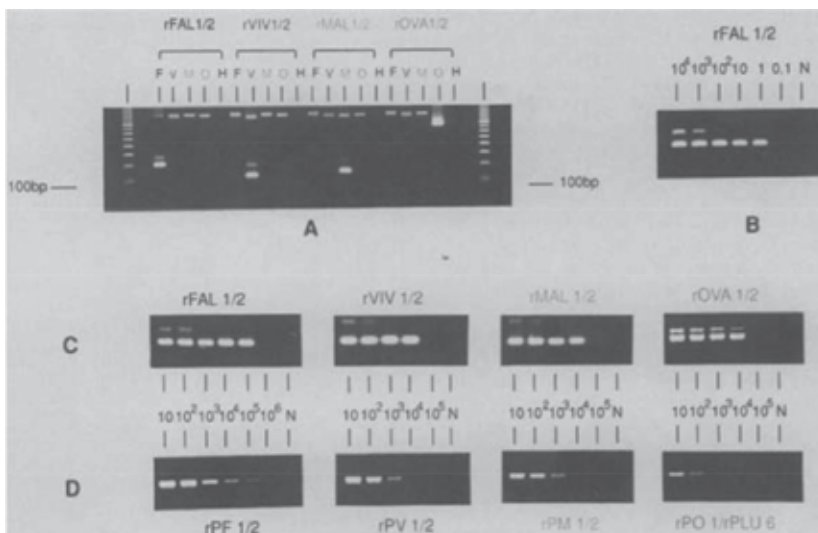 rFAL1/2 rVIV1/2 rMAL1/2 rOVA1/2
F V M O H F V M O H F V M O H F V M O H
100bp
100bp
A
rFAL 1/2
10⁴ 10³ 10² 10 1 0.1 N
B
rFAL 1/2 rVIV 1/2 rMAL 1/2 rOVA 1/2
C
10 10² 10³ 10⁴ 10⁵ 10⁶ N 10 10² 10³ 10⁴ 10⁵ N 10 10² 10³ 10⁴ 10⁵ N 10 10² 10³ 10⁴ 10⁵ N
D
rPF 1/2 rPV 1/2 rPM 1/2 rPO 1/rPLU 6